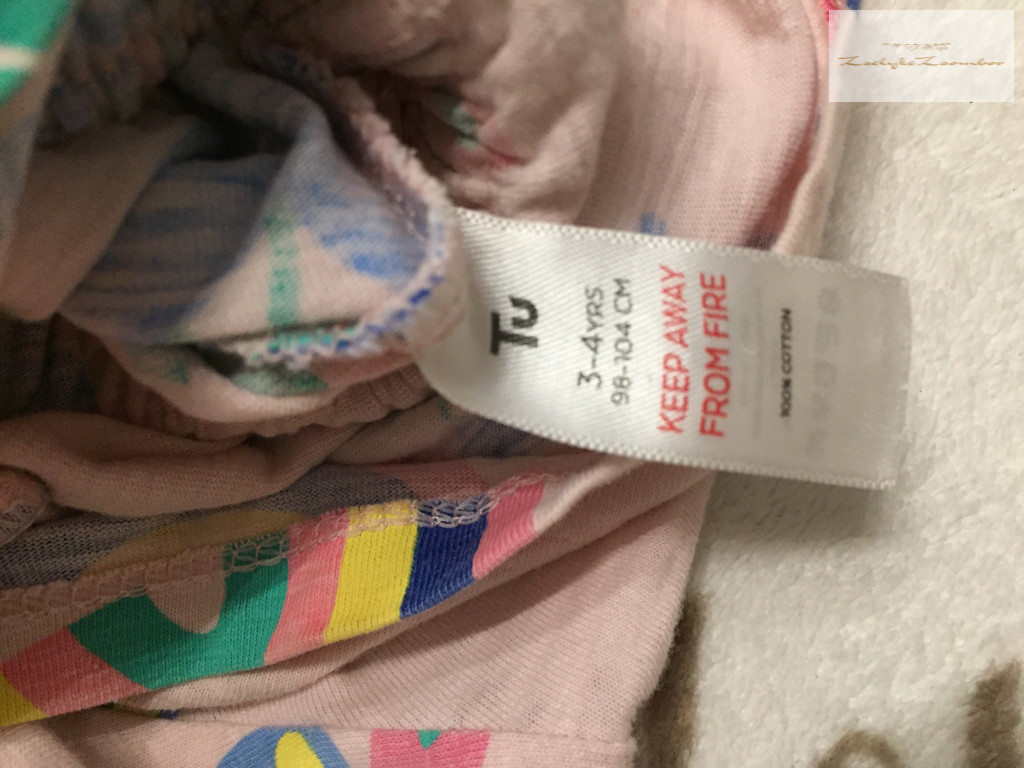 Tu
3-4YRS
98-104 CM
KEEP AWAY
FROM FIRE
100% COTTON